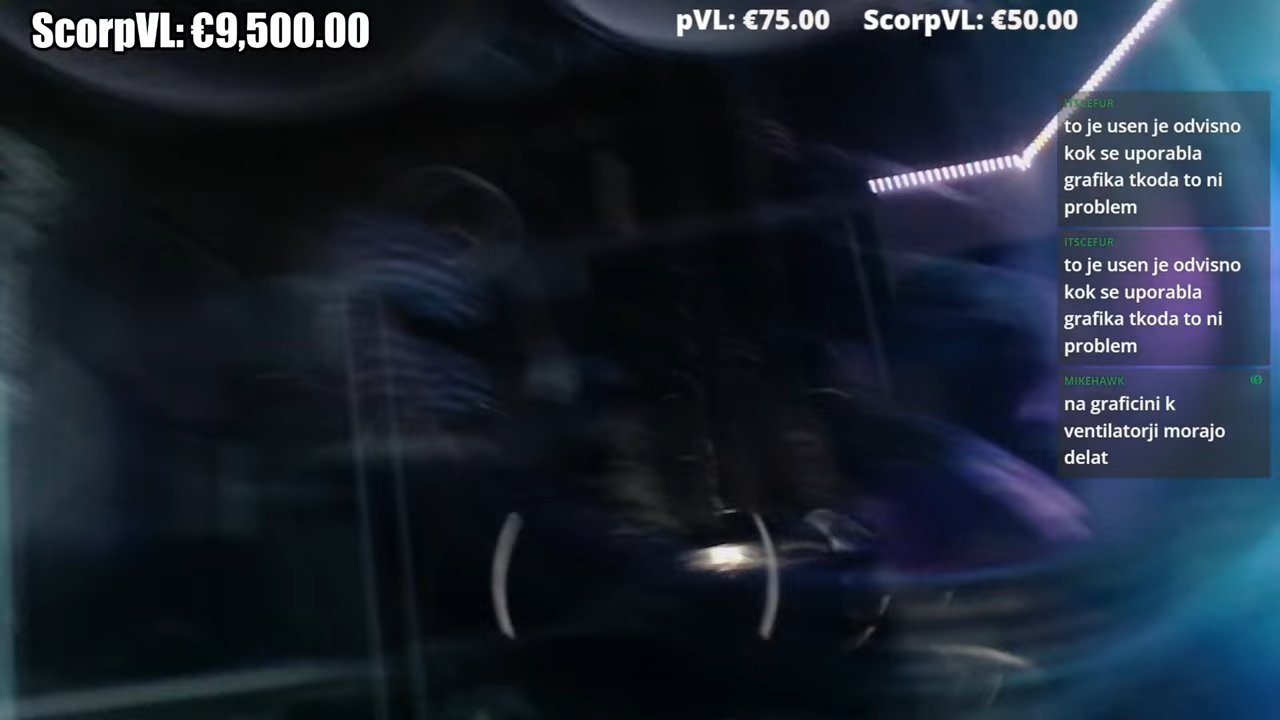 ScorpVL: €9,500.00
pVL: €75.00 ScorpVL: €50.00
ITSCEFUR
to je usen je odvisno
kok se uporabla
grafika tkoda to ni
problem
ITSCEFUR
to je usen je odvisno
kok se uporabla
grafika tkoda to ni
problem
MIKEHAWK
na graficini k
ventilatorji morajo
delat